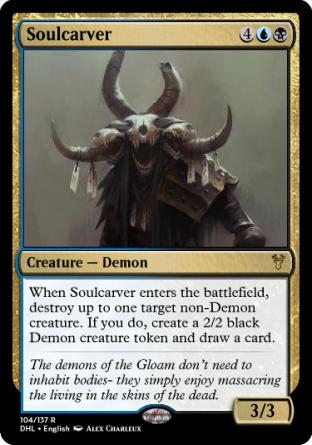 Soulcarver 4
Creature — Demon
When Soulcarver enters the battlefield,
destroy up to one target non-Demon
creature. If you do, create a 2/2 black
Demon creature token and draw a card.
The demons of the Gloam don't need to
inhabit bodies- they simply enjoy massacring
the living in the skins of the dead.
3/3
104/137 R
DHL • English Alex Charleux